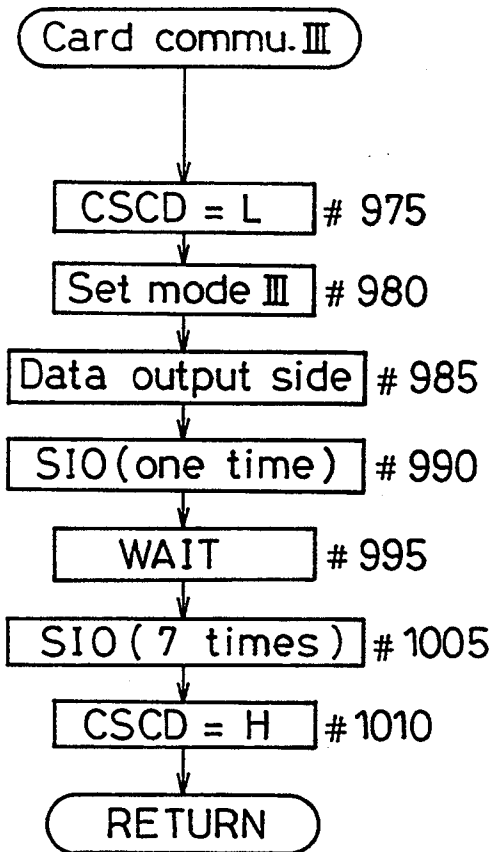 Card commu. III
CSCD = L # 975
Set mode III # 980
Data output side # 985
SIO (one time) # 990
WAIT # 995
SIO ( 7 times ) # 1005
CSCD = H # 1010
RETURN